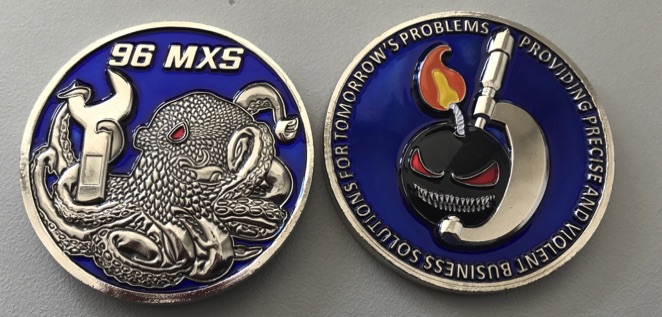 96 MXS
PROVIDING PRECISE AND VIOLENT BUSINESS SOLUTIONS FOR TOMORROW'S PROBLEMS